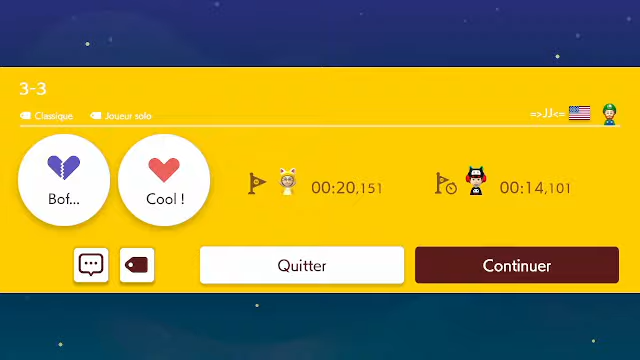 3-3
Classique Joueur solo
=>JJ<=
Bof...
Cool !
00:20,151
00:14,101
Quitter
Continuer